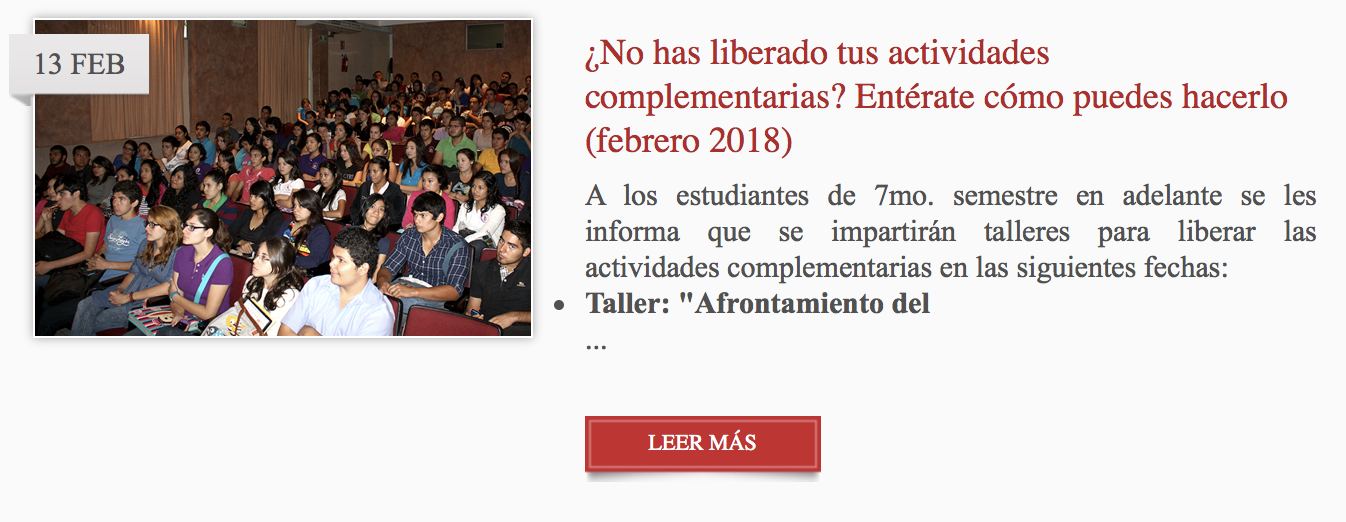 13 FEB
¿No has liberado tus actividades
complementarias? Entérate cómo puedes hacerlo
(febrero 2018)
A los estudiantes de 7mo. semestre en adelante se les
informa que se impartirán talleres para liberar las
actividades complementarias en las siguientes fechas:
• Taller: "Afrontamiento del
...
LEER MÁS